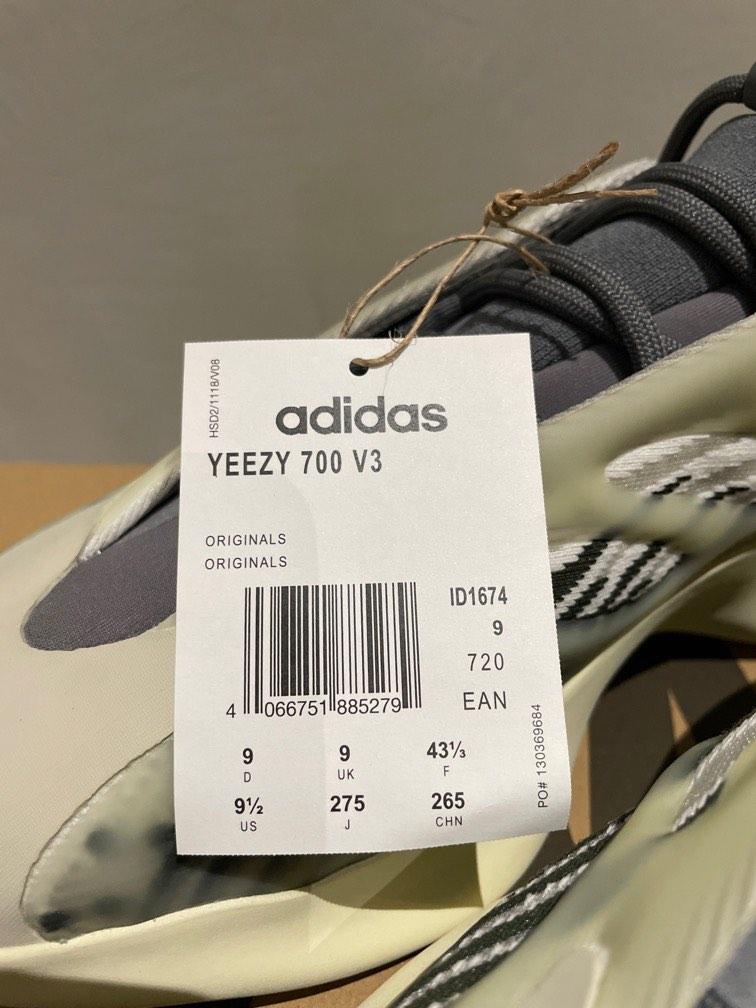 HSD2/1118/V08
adidas
YEEZY 700 V3
ORIGINALS
ORIGINALS
ID1674
9
720
EAN
4 066751 885279
PO# 130369684
9 9 43⅓
D UK F
9½ 275 265
US J CHN